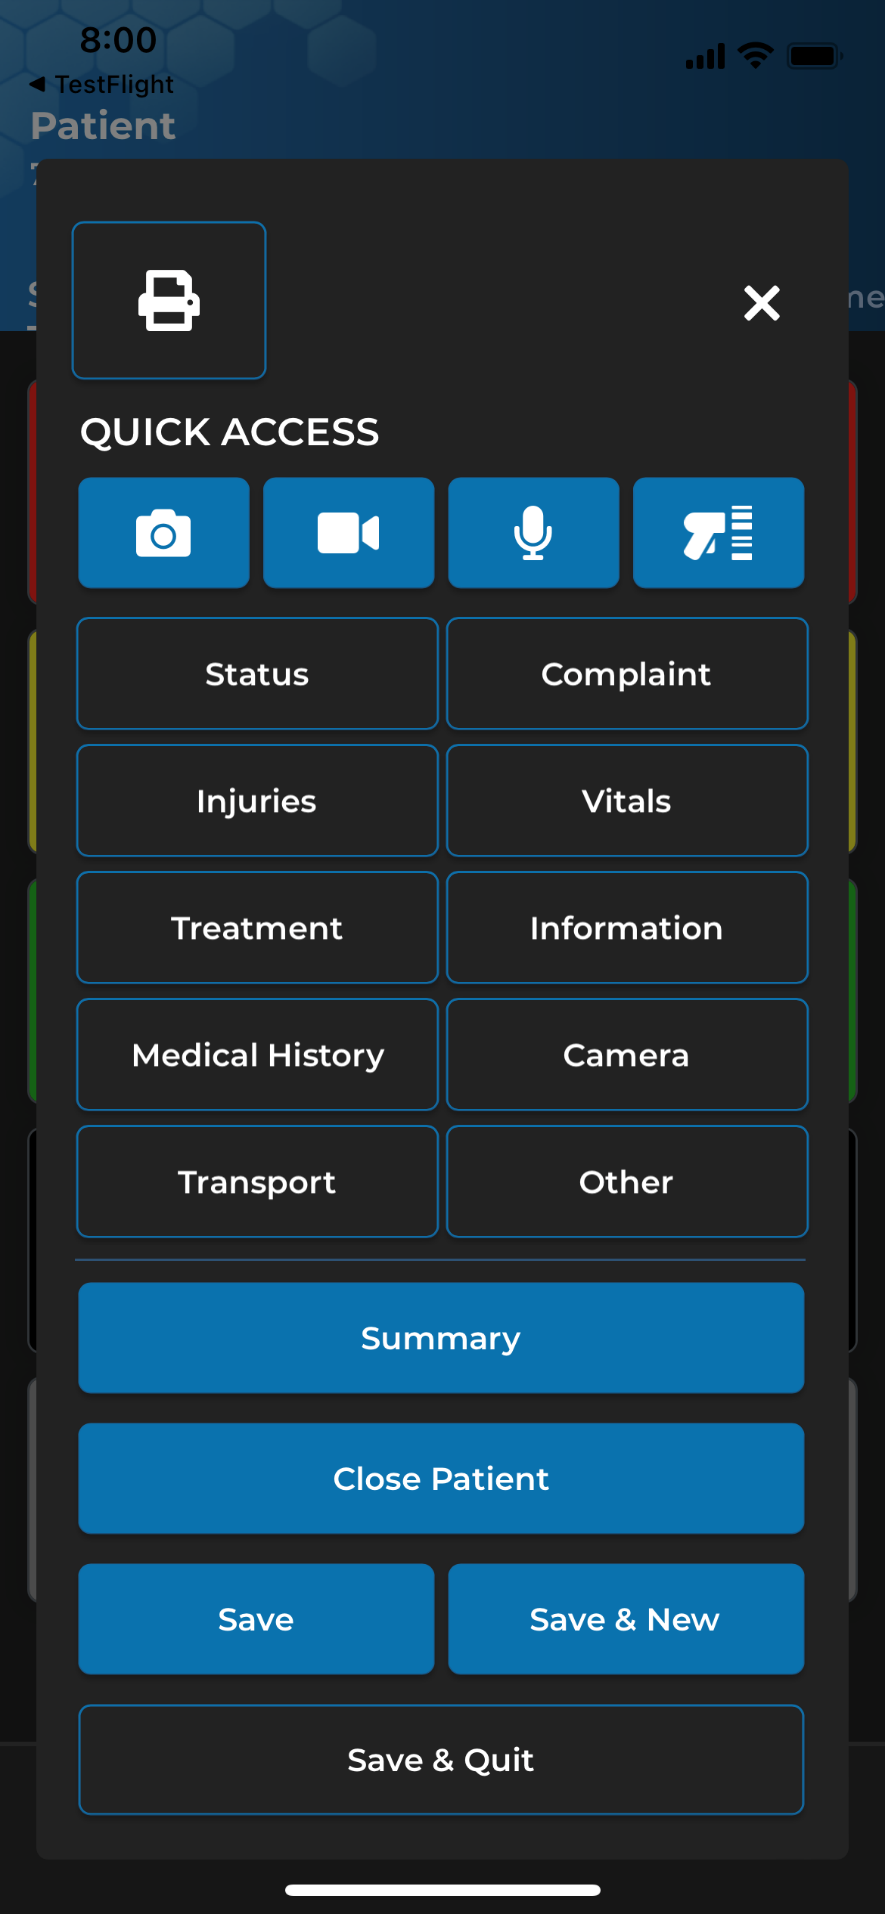 8:00
◀ TestFlight
Patient
QUICK ACCESS
Status
Complaint
Injuries
Vitals
Treatment
Information
Medical History
Camera
Transport
Other
Summary
Close Patient
Save
Save & New
Save & Quit